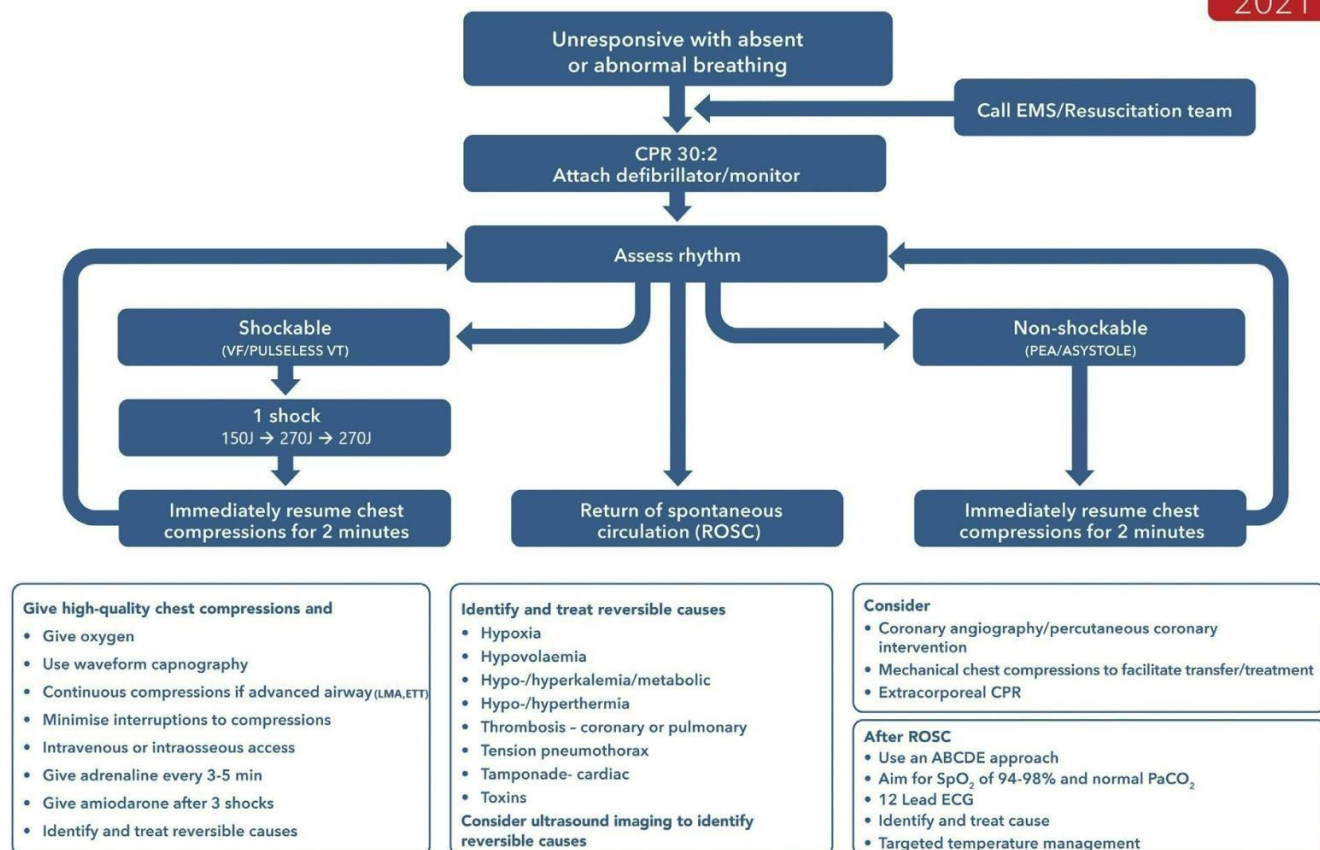 2021
Unresponsive with absent
or abnormal breathing
Call EMS/Resuscitation team
CPR 30:2
Attach defibrillator/monitor
Assess rhythm
Shockable
(VF/PULSELESS VT)
Non-shockable
(PEA/ASYSTOLE)
1 shock
150J → 270J → 270J
Immediately resume chest
compressions for 2 minutes
Return of spontaneous
circulation (ROSC)
Immediately resume chest
compressions for 2 minutes
Give high-quality chest compressions and
• Give oxygen
• Use waveform capnography
• Continuous compressions if advanced airway(LMA,ETT)
• Minimise interruptions to compressions
• Intravenous or intraosseous access
• Give adrenaline every 3-5 min
• Give amiodarone after 3 shocks
• Identify and treat reversible causes
Identify and treat reversible causes
• Hypoxia
• Hypovolaemia
• Hypo-/hyperkalemia/metabolic
• Hypo-/hyperthermia
• Thrombosis – coronary or pulmonary
• Tension pneumothorax
• Tamponade- cardiac
• Toxins
Consider ultrasound imaging to identify
reversible causes
Consider
• Coronary angiography/percutaneous coronary
intervention
• Mechanical chest compressions to facilitate transfer/treatment
• Extracorporeal CPR
After ROSC
• Use an ABCDE approach
• Aim for SpO₂ of 94-98% and normal PaCO₂
• 12 Lead ECG
• Identify and treat cause
• Targeted temperature management